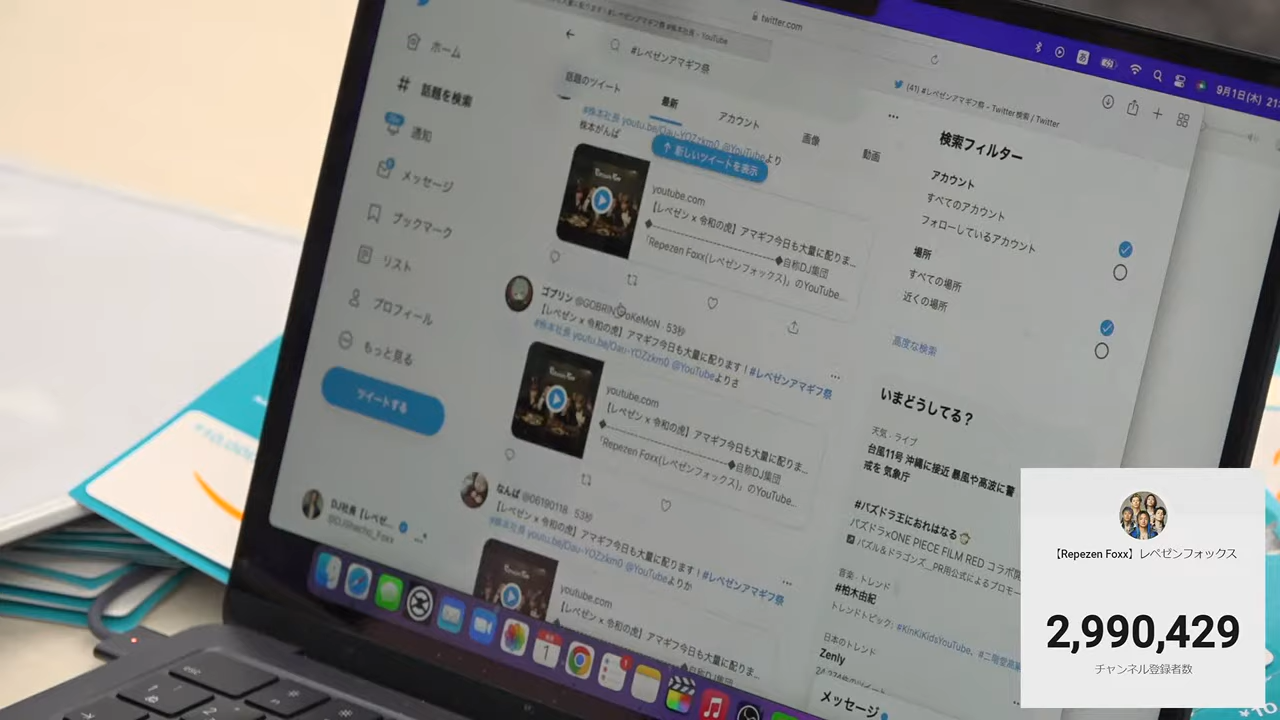 #株本社長 #レペゼンアマギフ祭 - YouTube
twitter.com
9月1日(木)
#レペゼンアマギフ祭
(41) #レペゼンアマギフ祭 - Twitter検索 / Twitter
ホーム
話題を検索
通知
メッセージ
ブックマーク
リスト
プロフィール
もっと見る
ツイートする
DJ社長【レペゼ...
話題のツイート
最新
アカウント
画像
動画
#株本社長 youtu.be/Oau-YOZzkm0 @YouTubeより
株本がんば
↑ 新しいツイートを表示
youtube.com
【レペゼン x 令和の虎】アマギフ今日も大量に配りま...
◆------------------------◆自称DJ集団
「Repezen Foxx(レペゼンフォックス)」のYouTube...
ゴブリン · 53秒
【レペゼン x 令和の虎】アマギフ今日も大量に配ります！#レペゼンアマギフ祭
#株本社長 youtu.be/Oau-YOZzkm0 @YouTubeよりさ
youtube.com
【レペゼン x 令和の虎】アマギフ今日も大量に配りま...
◆------------------------◆自称DJ集団
「Repezen Foxx(レペゼンフォックス)」のYouTube...
なんぱ @06190118 · 53秒
【レペゼン x 令和の虎】アマギフ今日も大量に配ります！#レペゼンアマギフ祭
#株本社長 youtu.be/Oau-YOZzkm0 @YouTubeよりか
youtube.com
【レペゼン x 令和の虎】アマギフ今日も大量に配りま...
検索フィルター
アカウント
すべてのアカウント
フォローしているアカウント
場所
すべての場所
近くの場所
高度な検索
いまどうしてる？
天気 · ライブ
台風11号 沖縄に接近 暴風や高波に警
戒を 気象庁
#パズドラ王におれはなる
パズドラ×ONE PIECE FILM RED コラボ開
パズル&ドラゴンズ__PR用公式によるプロモー
音楽 · トレンド
#柏木由紀
トレンドトピック: #KinKiKidsYouTube、#二階堂高
日本のトレンド
Zenly
メッセージ
esc
【Repezen Foxx】レペゼンフォックス
2,990,429
チャンネル登録者数